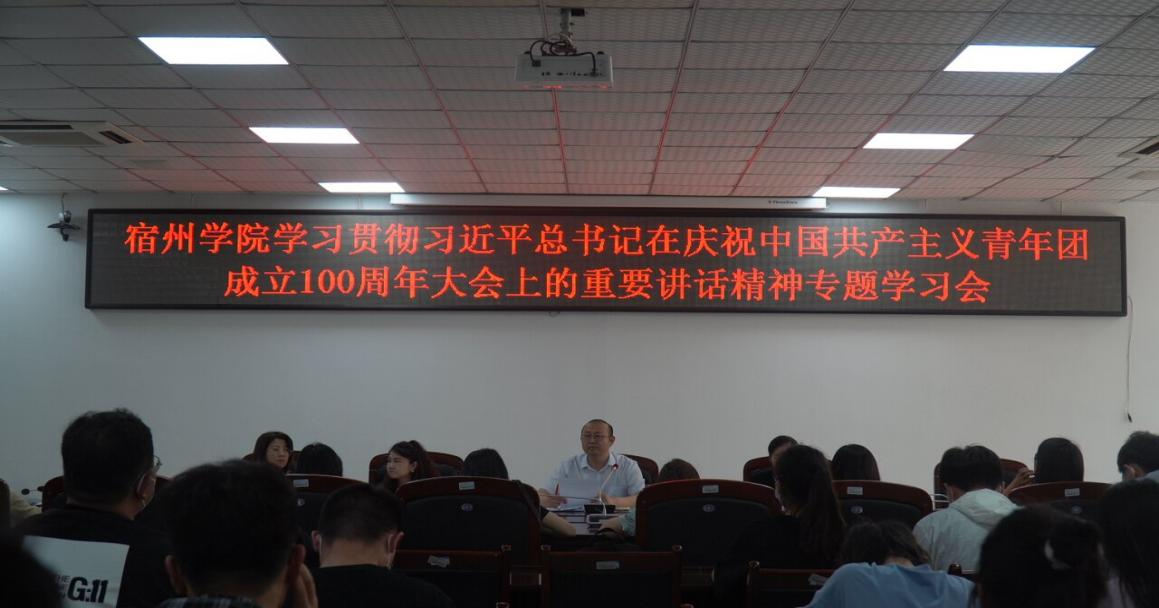 宿州学院学习贯彻习近平总书记在庆祝中国共产主义青年团
成立100周年大会上的重要讲话精神专题学习会
G:11